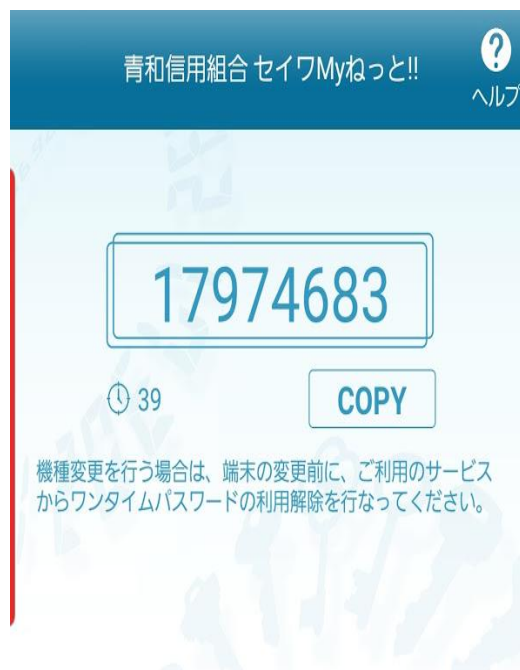 青和信用組合 セイワMyねっと!!
?
ヘルプ
17974683
39
COPY
機種変更を行う場合は、端末の変更前に、ご利用のサービス
からワンタイムパスワードの利用解除を行なってください。